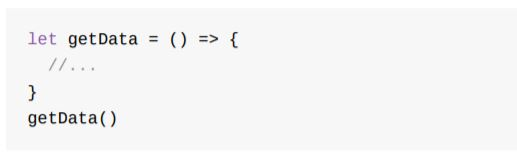 let getData = () => {
  //...
}
getData()